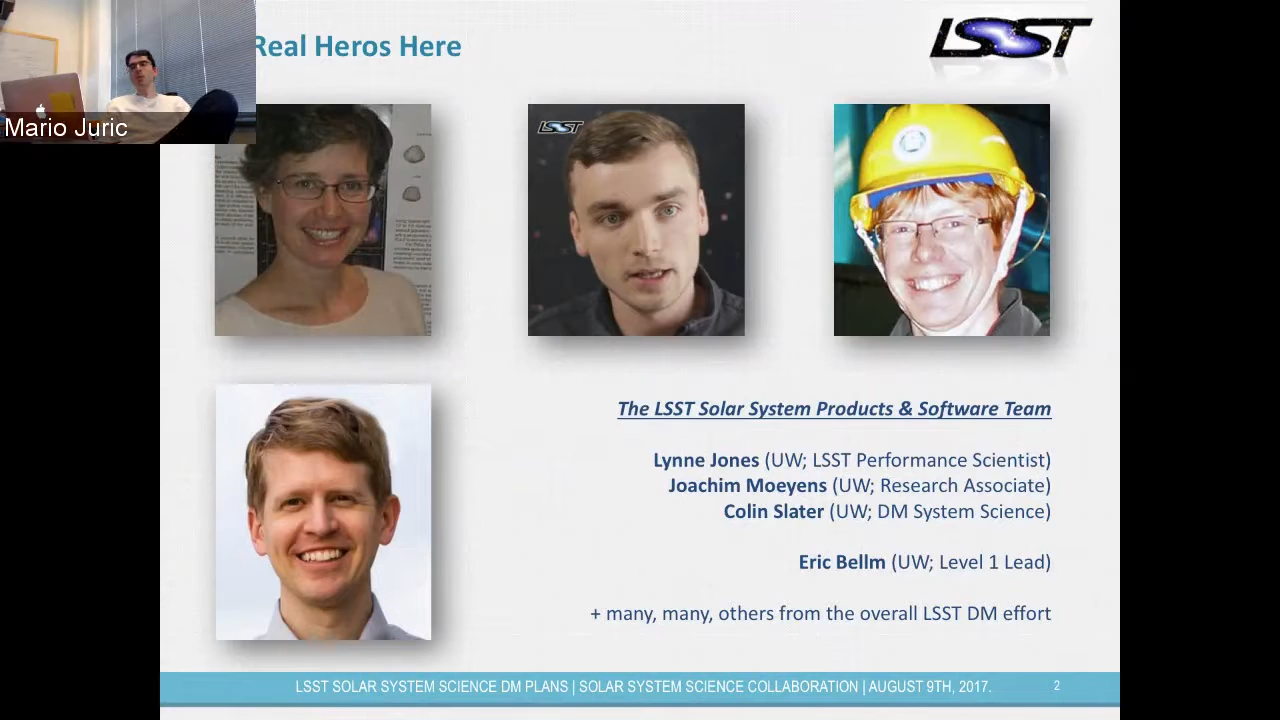 Real Heros Here
LSST
Mario Juric
LSST
The LSST Solar System Products & Software Team
Lynne Jones (UW; LSST Performance Scientist)
Joachim Moeyens (UW; Research Associate)
Colin Slater (UW; DM System Science)
Eric Bellm (UW; Level 1 Lead)
+ many, many, others from the overall LSST DM effort
LSST SOLAR SYSTEM SCIENCE DM PLANS | SOLAR SYSTEM SCIENCE COLLABORATION | AUGUST 9TH, 2017.
2